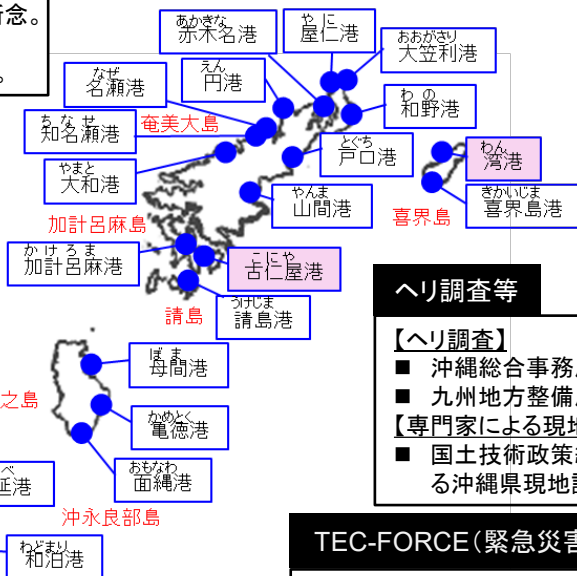 斤念。
。
あかぎな
赤木名港
やに
屋仁港
おおがさり
大笠利港
なぜ
名瀬港
えん
円港
わの
和野港
ちなせ
知名瀬港
奄美大島
とぐち
戸口港
わん
湾港
やまと
大和港
やんま
山間港
きかいじま
喜界島港
加計呂麻島
喜界島
かけろま
加計呂麻港
こにや
古仁屋港
うけじま
請島港
請島
ヘリ調査等
【ヘリ調査】
■ 沖縄総合事務
■ 九州地方整備
【専門家による現地
■ 国土技術政策
る沖縄県現地
ぼま
母間港
之島
かめとく
亀徳港
おもなわ
面縄港
べ
延港
沖永良部島
わどまり
和泊港
TEC-FORCE（緊急災害